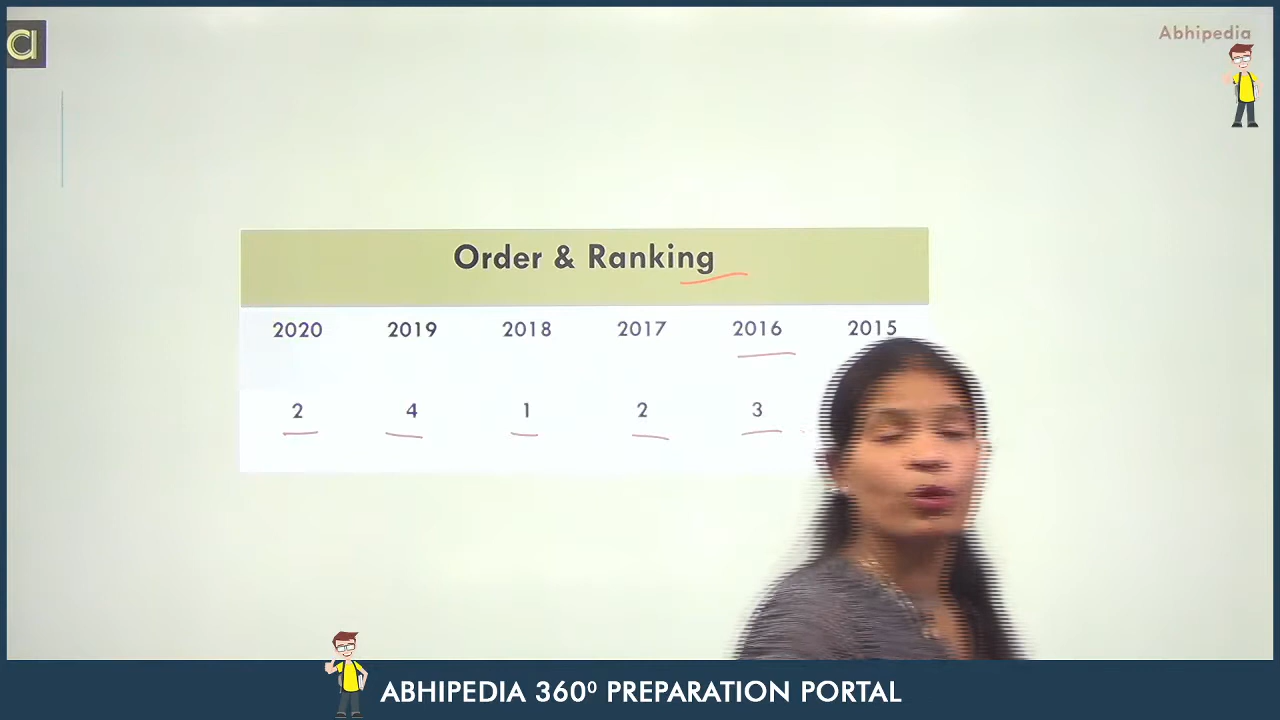 a
Abhipedia
Order & Ranking
2020 2019 2018 2017 2016 2015
2 4 1 2 3
ABHIPEDIA 360⁰ PREPARATION PORTAL